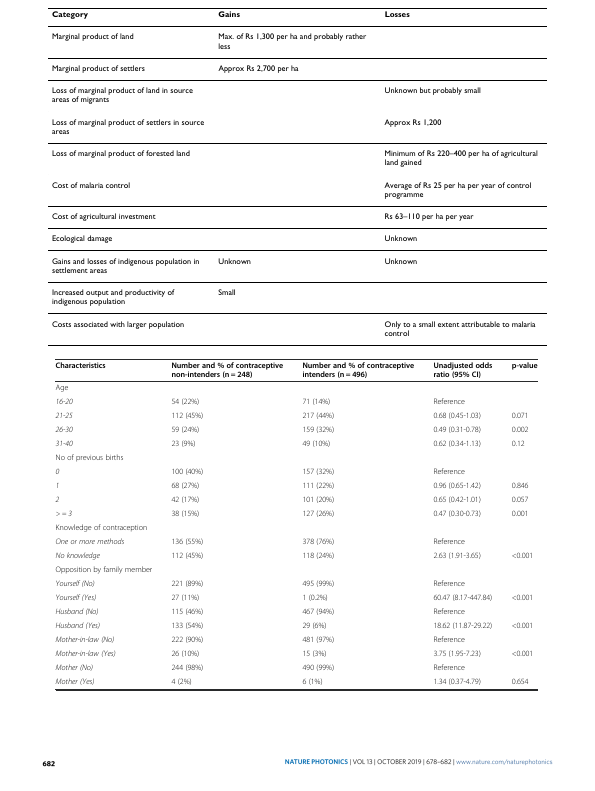 Category Gains Losses
Marginal product of land Max. of Rs 1,300 per ha and probably rather
less
Marginal product of settlers Approx Rs 2,700 per ha
Loss of marginal product of land in source Unknown but probably small
areas of migrants
Loss of marginal product of settlers in source Approx Rs 1,200
areas
Loss of marginal product of forested land Minimum of Rs 220–400 per ha of agricultural
land gained
Cost of malaria control Average of Rs 25 per ha per year of control
programme
Cost of agricultural investment Rs 63–110 per ha per year
Ecological damage Unknown
Gains and losses of indigenous population in Unknown Unknown
settlement areas
Increased output and productivity of Small
indigenous population
Costs associated with larger population Only to a small extent attributable to malaria
control
Characteristics Number and % of contraceptive Number and % of contraceptive Unadjusted odds p-value
non-intenders (n = 248) intenders (n = 496) ratio (95% CI)
Age
16-20 54 (22%) 71 (14%) Reference
21-25 112 (45%) 217 (44%) 0.68 (0.45-1.03) 0.071
26-30 59 (24%) 159 (32%) 0.49 (0.31-0.78) 0.002
31-40 23 (9%) 49 (10%) 0.62 (0.34-1.13) 0.12
No of previous births
0 100 (40%) 157 (32%) Reference
1 68 (27%) 111 (22%) 0.96 (0.65-1.42) 0.846
2 42 (17%) 101 (20%) 0.65 (0.42-1.01) 0.057
> = 3 38 (15%) 127 (26%) 0.47 (0.30-0.73) 0.001
Knowledge of contraception
One or more methods 136 (55%) 378 (76%) Reference
No knowledge 112 (45%) 118 (24%) 2.63 (1.91-3.65) <0.001
Opposition by family member
Yourself (No) 221 (89%) 495 (99%) Reference
Yourself (Yes) 27 (11%) 1 (0.2%) 60.47 (8.17-447.84) <0.001
Husband (No) 115 (46%) 467 (94%) Reference
Husband (Yes) 133 (54%) 29 (6%) 18.62 (11.87-29.22) <0.001
Mother-in-law (No) 222 (90%) 481 (97%) Reference
Mother-in-law (Yes) 26 (10%) 15 (3%) 3.75 (1.95-7.23) <0.001
Mother (No) 244 (98%) 490 (99%) Reference
Mother (Yes) 4 (2%) 6 (1%) 1.34 (0.37-4.79) 0.654
682 NATURE PHOTONICS | VOL 13 | OCTOBER 2019 | 678–682 | www.nature.com/naturephotonics